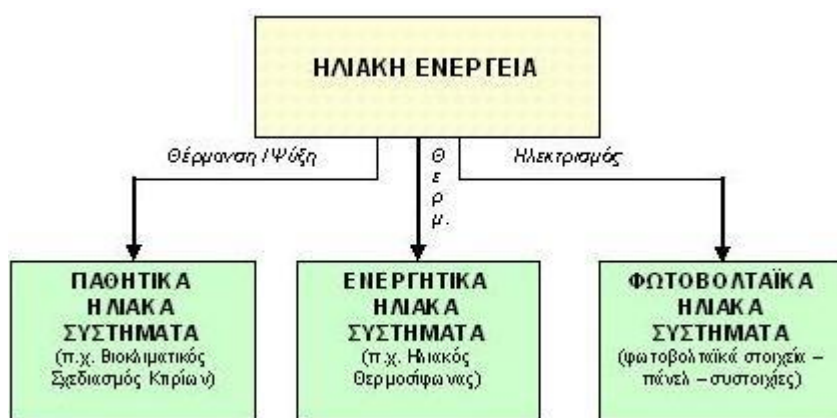 ΗΛΙΑΚΗ ΕΝΕΡΓΕΙΑ
Θέρμανση / Ψύξη
Θερμ.
Ηλεκτρισμός
ΠΑΘΗΤΙΚΑ
ΗΛΙΑΚΑ
ΣΥΣΤΗΜΑΤΑ
(π.χ. Βιοκλιματικός
Σχεδιασμός Κτιρίων)
ΕΝΕΡΓΗΤΙΚΑ
ΗΛΙΑΚΑ
ΣΥΣΤΗΜΑΤΑ
(π.χ. Ηλιακός
Θερμοσίφωνας)
ΦΩΤΟΒΟΛΤΑΪΚΑ
ΗΛΙΑΚΑ
ΣΥΣΤΗΜΑΤΑ
(φωτοβολταϊκά στοιχεία –
πάνελ – συστοιχίες)